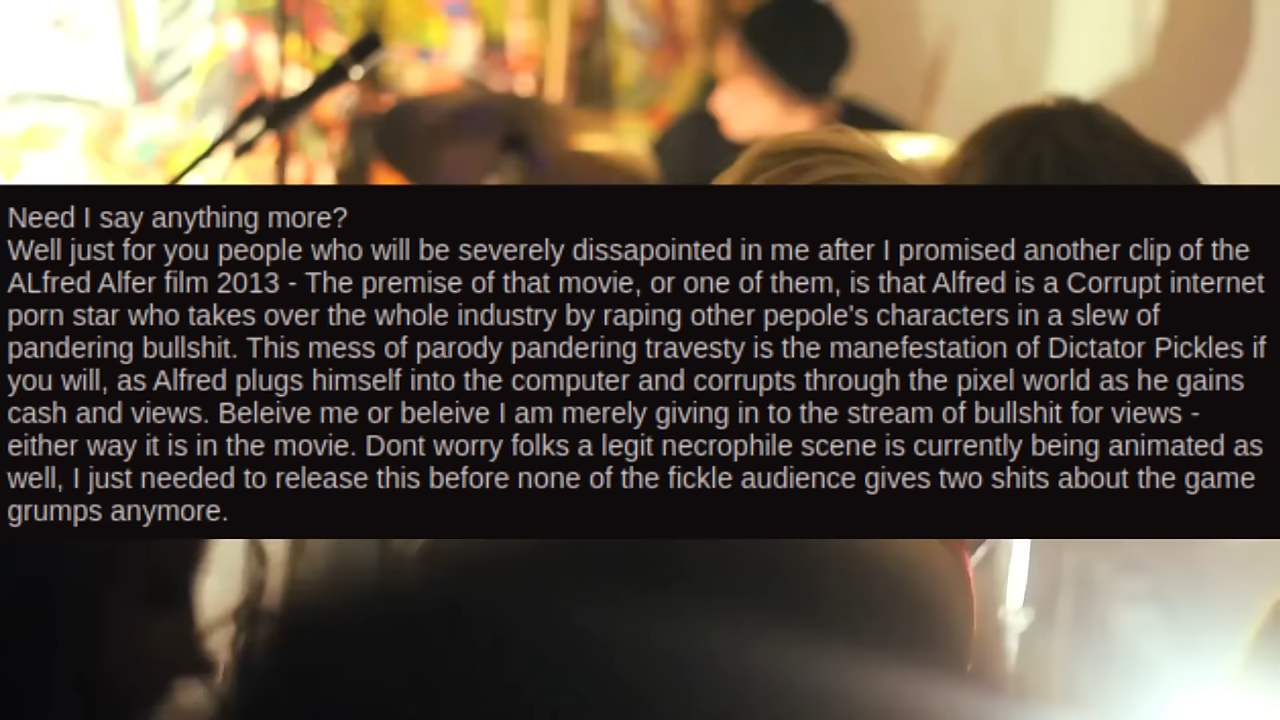 Need I say anything more?
Well just for you people who will be severely dissapointed in me after I promised another clip of the
ALfred Alfer film 2013 - The premise of that movie, or one of them, is that Alfred is a Corrupt internet
porn star who takes over the whole industry by raping other pepole's characters in a slew of
pandering bullshit. This mess of parody pandering travesty is the manefestation of Dictator Pickles if
you will, as Alfred plugs himself into the computer and corrupts through the pixel world as he gains
cash and views. Beleive me or beleive I am merely giving in to the stream of bullshit for views -
either way it is in the movie. Dont worry folks a legit necrophile scene is currently being animated as
well, I just needed to release this before none of the fickle audience gives two shits about the game
grumps anymore.